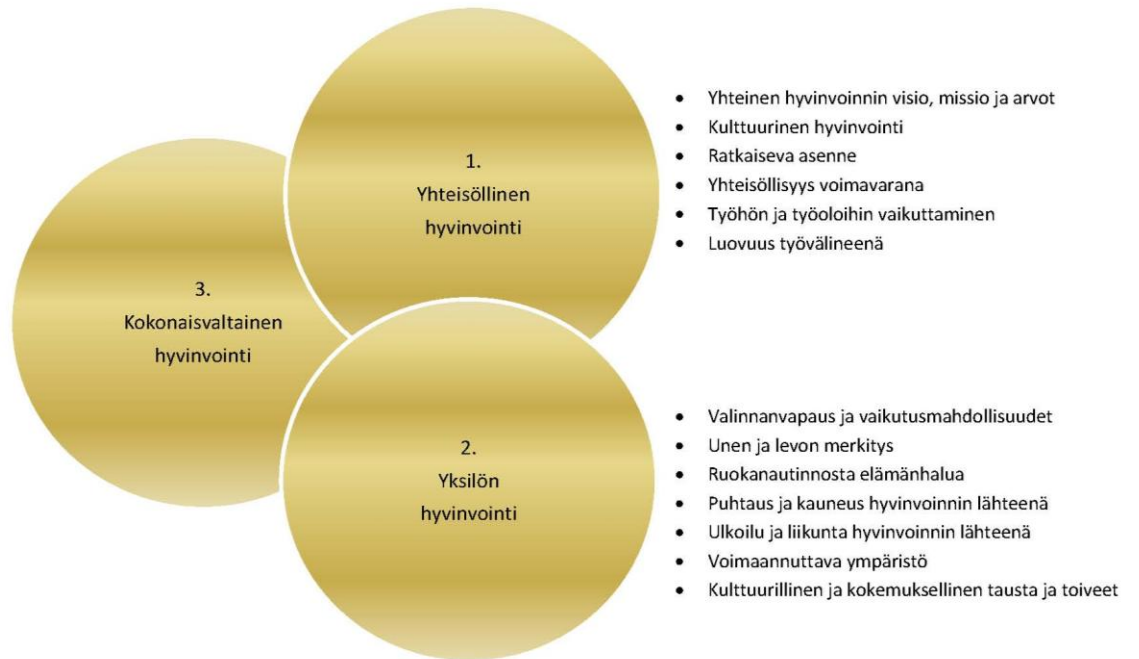 1.
Yhteisöllinen
hyvinvointi
• Yhteinen hyvinvoinnin visio, missio ja arvot
• Kulttuurinen hyvinvointi
• Ratkaiseva asenne
• Yhteisöllisyys voimavarana
• Työhön ja työoloihin vaikuttaminen
• Luovuus työvälineenä
3.
Kokonaisvaltainen
hyvinvointi
2.
Yksilön
hyvinvointi
• Valinnanvapaus ja vaikutusmahdollisuudet
• Unen ja levon merkitys
• Ruokanautinnosta elämänhalua
• Puhtaus ja kauneus hyvinvoinnin lähteenä
• Ulkoilu ja liikunta hyvinvoinnin lähteenä
• Voimaannuttava ympäristö
• Kulttuurillinen ja kokemuksellinen tausta ja toiveet